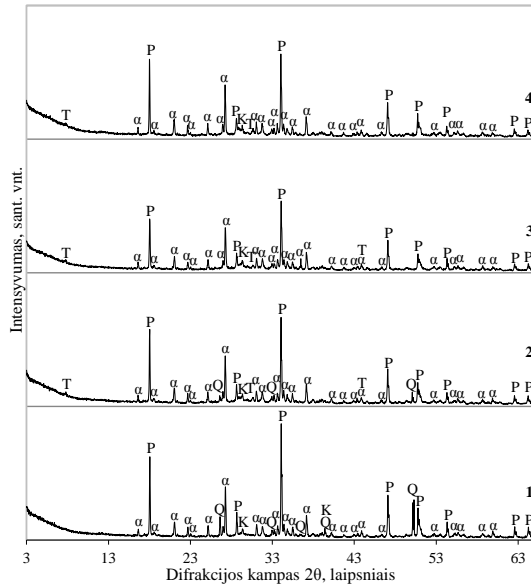 Intensyvumas, sant. vnt.
T α P α α α α α α α P K T α α α α P α α α α α α α α P P P α α α α P P
4
T α P α α α α α α α P K T α α α α P α α α α α α α T α α P P α P α α α α P P
3
T α P α α α α α Q α α P K T α α Q α P α α α α α α T α α P Q P α P α α α α P P
2
α P α α α α α Q α α P K α α Q α P α α Q α K Q α α α α α P Q P α P α α α α P P
1
3 13 23 33 43 53 63
Difrakcijos kampas 2θ, laipsniais